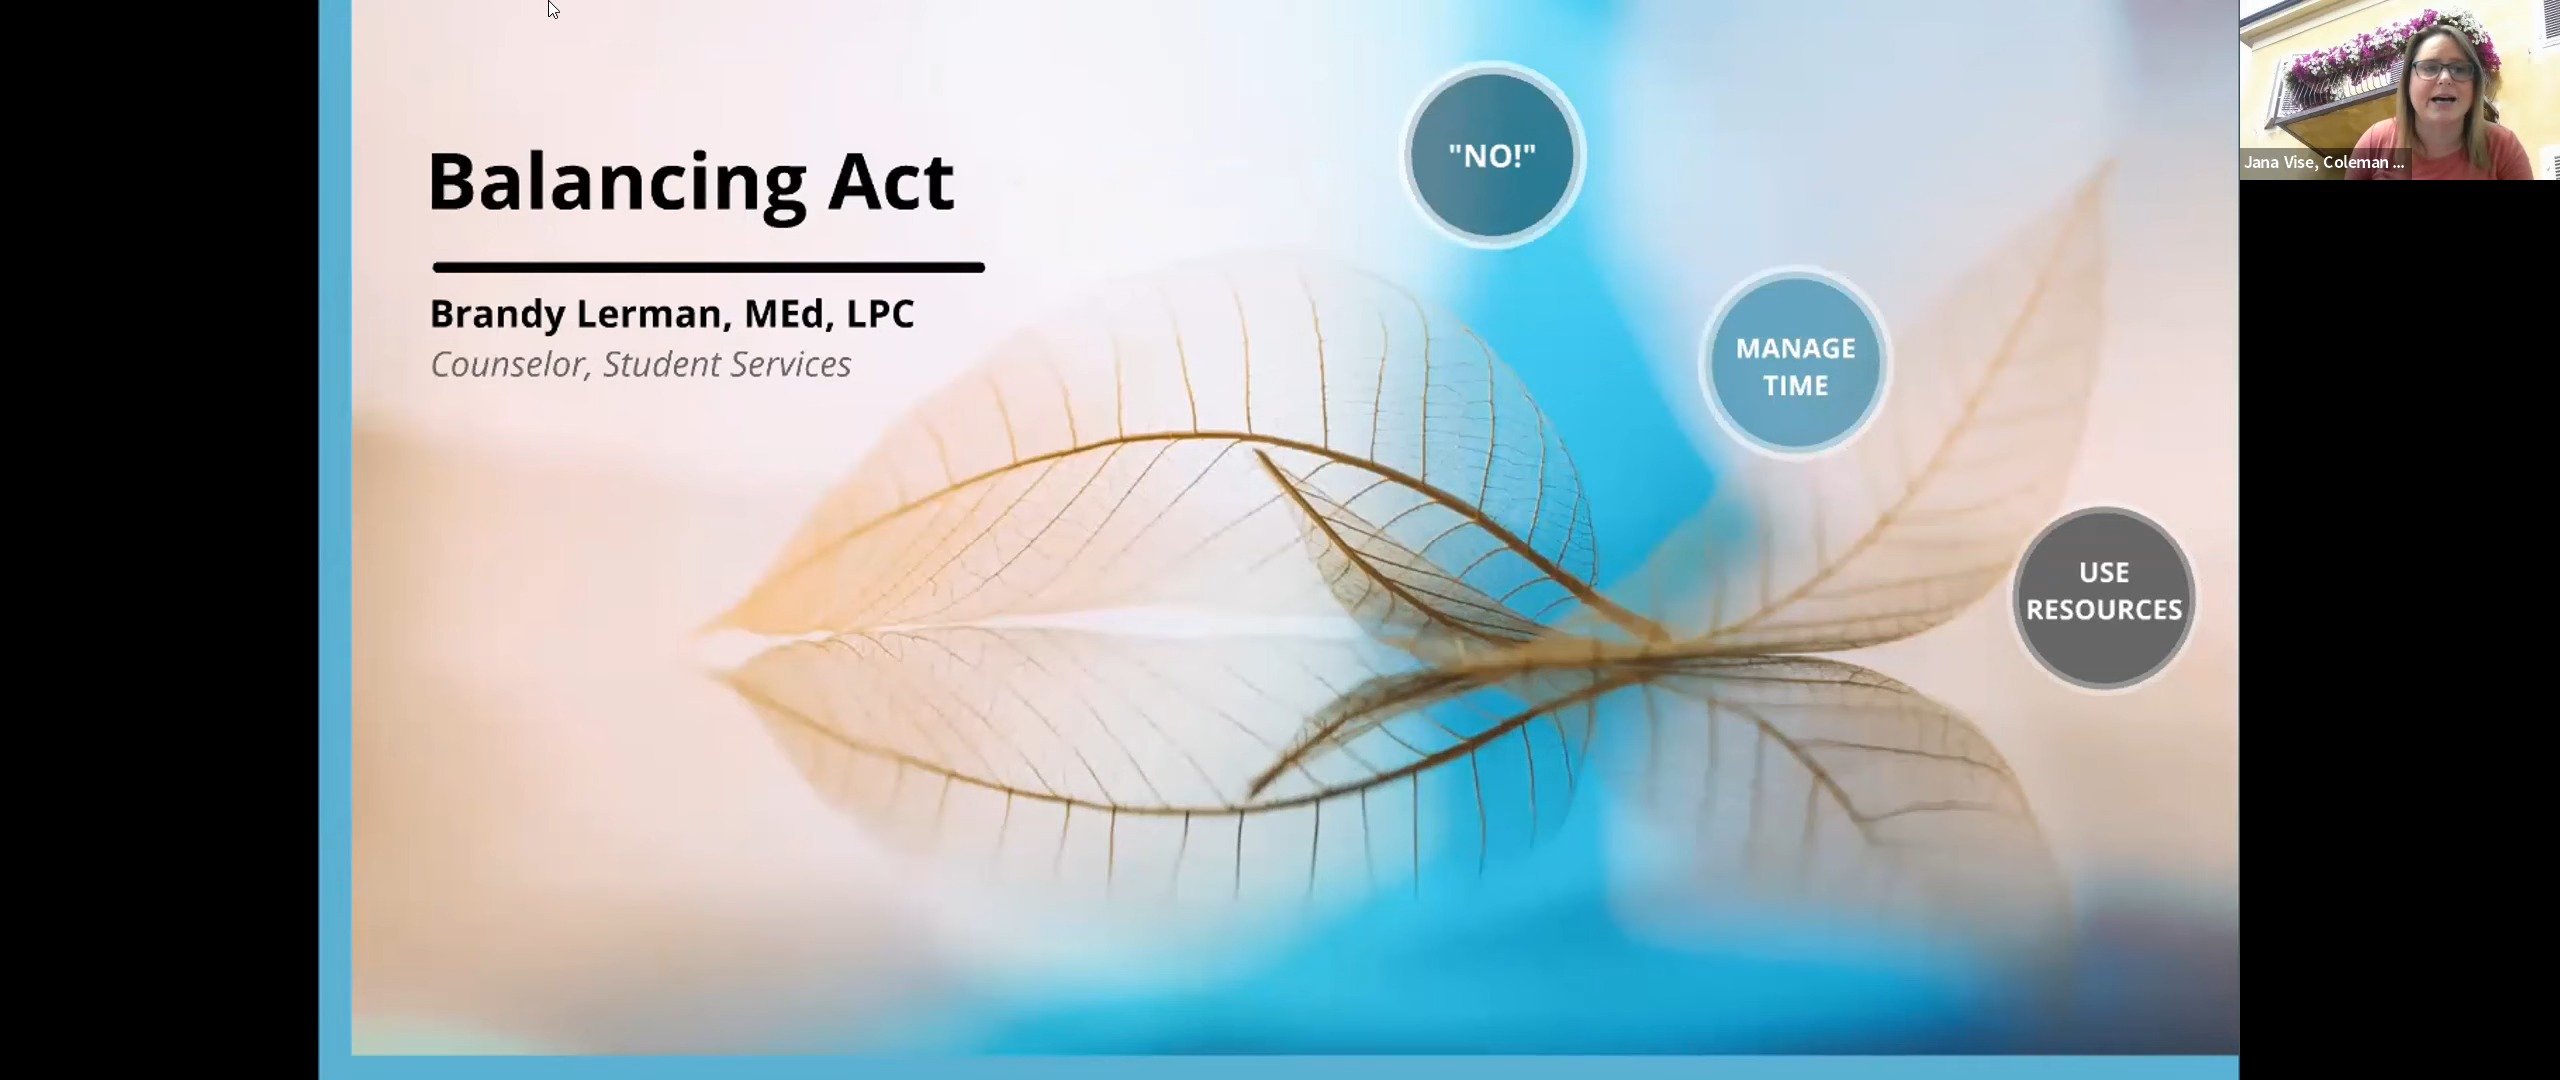 Balancing Act
Brandy Lerman, MEd, LPC
Counselor, Student Services
"NO!"
MANAGE
TIME
USE
RESOURCES
Jana Vise, Coleman ...